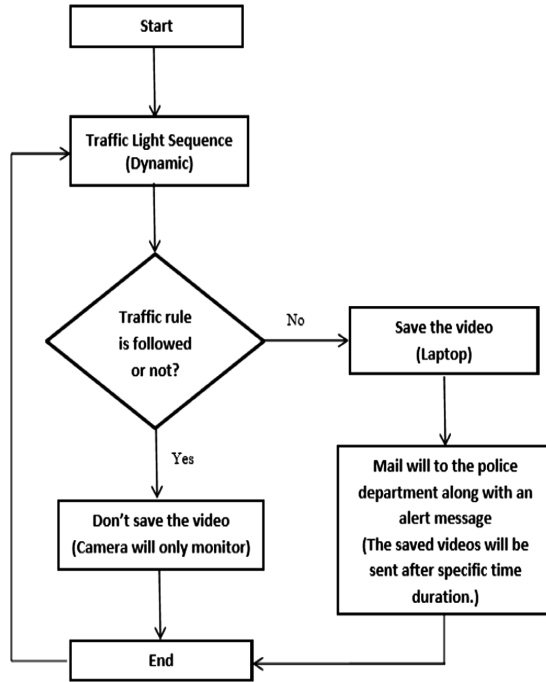 Start
Traffic Light Sequence
(Dynamic)
Traffic rule
is followed
or not?
No
Save the video
(Laptop)
Yes
Mail will to the police
department along with an
alert message
(The saved videos will be
sent after specific time
duration.)
Don't save the video
(Camera will only monitor)
End